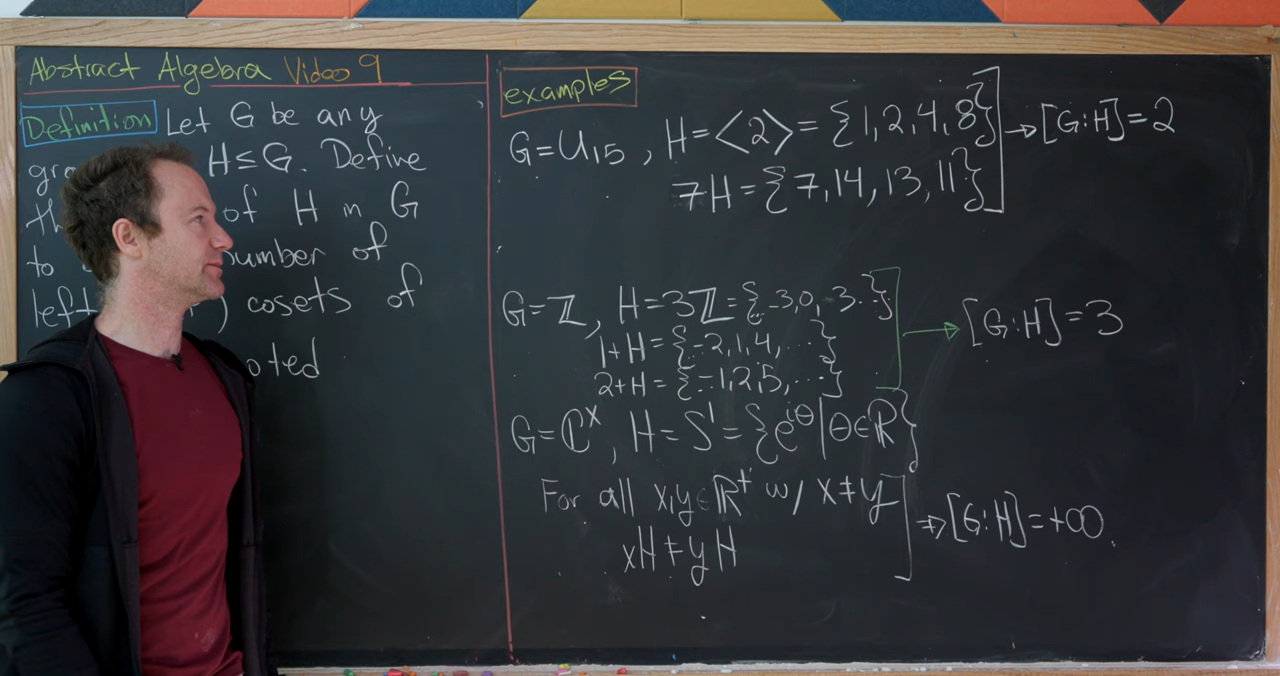 Abstract Algebra Video 9
Definition Let G be any
H≤G. Define
of H in G
to number of
left ) cosets of
examples
G=U₁₅, H=⟨2⟩={1,2,4,8}
7H={7,14,13,11}
→[G:H]=2
G=ℤ, H=3ℤ={..-3,0,3..}
1+H={-2,1,4,...}
2+H={-1,2,5,...}
→[G:H]=3
G=ℂˣ, H=S¹={e^{iθ}|θ∈ℝ}
For all x,y∈ℝ⁺ w/ x≠y
xH≠yH
⇒[G:H]=+∞.